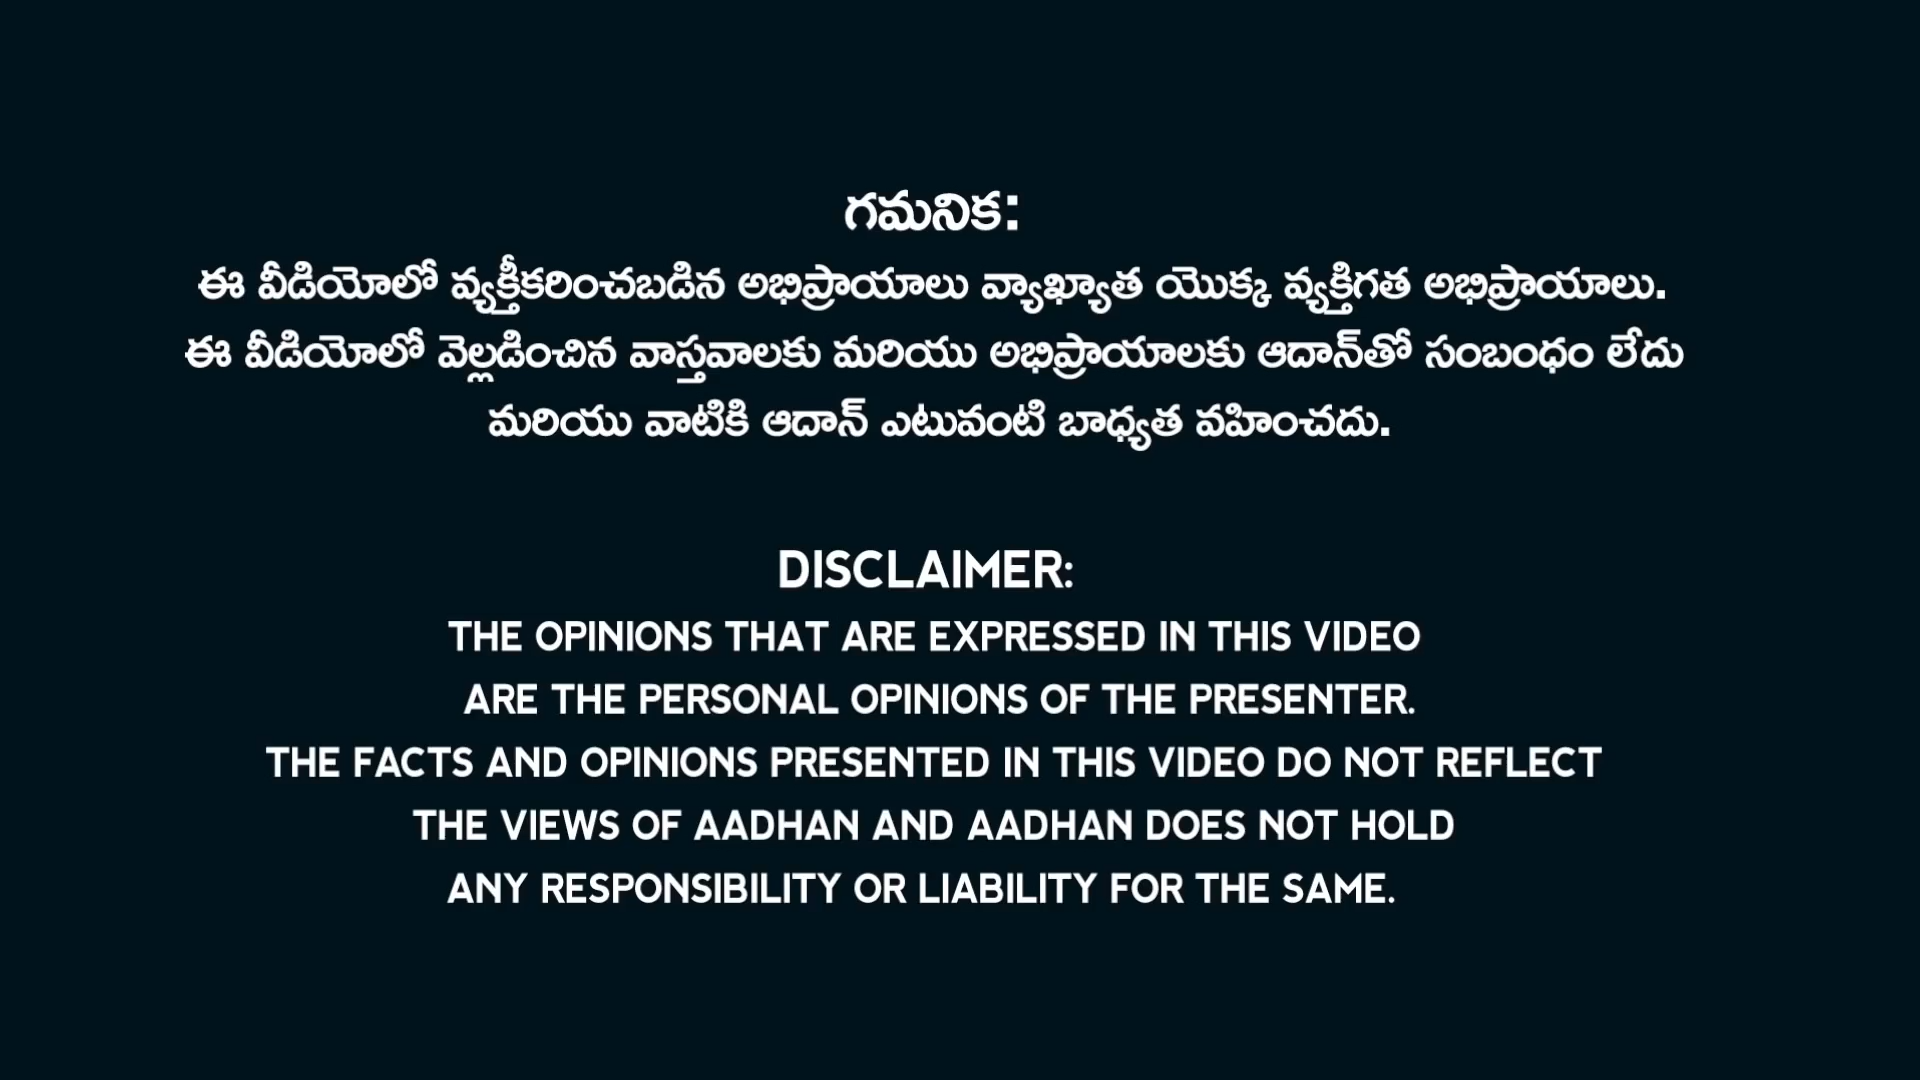 గమనిక:
ఈ వీడియోలో వ్యక్తీకరించబడిన అభిప్రాయాలు వ్యాఖ్యాత యొక్క వ్యక్తిగత అభిప్రాయాలు.
ఈ వీడియోలో వెల్లడించిన వాస్తవాలకు మరియు అభిప్రాయాలకు ఆదాన్‌తో సంబంధం లేదు
మరియు వాటికి ఆదాన్ ఎటువంటి బాధ్యత వహించదు.
DISCLAIMER:
THE OPINIONS THAT ARE EXPRESSED IN THIS VIDEO
ARE THE PERSONAL OPINIONS OF THE PRESENTER.
THE FACTS AND OPINIONS PRESENTED IN THIS VIDEO DO NOT REFLECT
THE VIEWS OF AADHAN AND AADHAN DOES NOT HOLD
ANY RESPONSIBILITY OR LIABILITY FOR THE SAME.